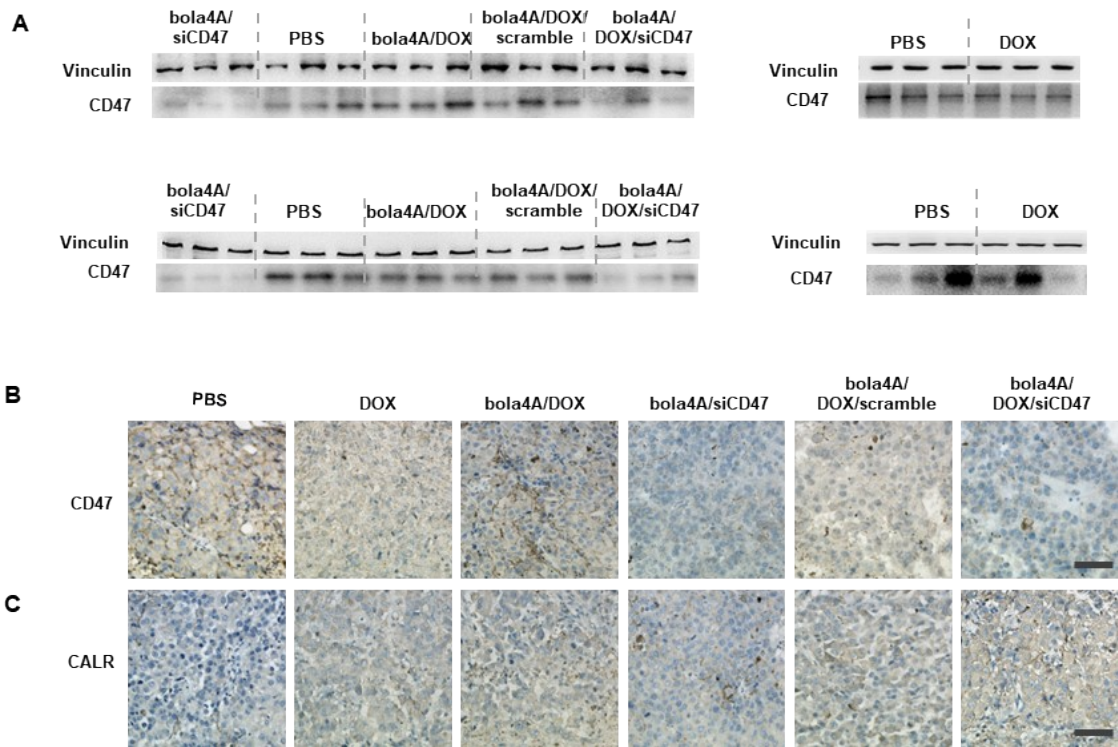 A
bola4A/
siCD47
PBS
bola4A/DOX
bola4A/DOX/
scramble
bola4A/
DOX/siCD47
Vinculin
CD47
PBS
DOX
Vinculin
CD47
bola4A/
siCD47
PBS
bola4A/DOX
bola4A/DOX/
scramble
bola4A/
DOX/siCD47
Vinculin
CD47
PBS
DOX
Vinculin
CD47
B
PBS
DOX
bola4A/DOX
bola4A/siCD47
bola4A/
DOX/scramble
bola4A/
DOX/siCD47
CD47
C
CALR